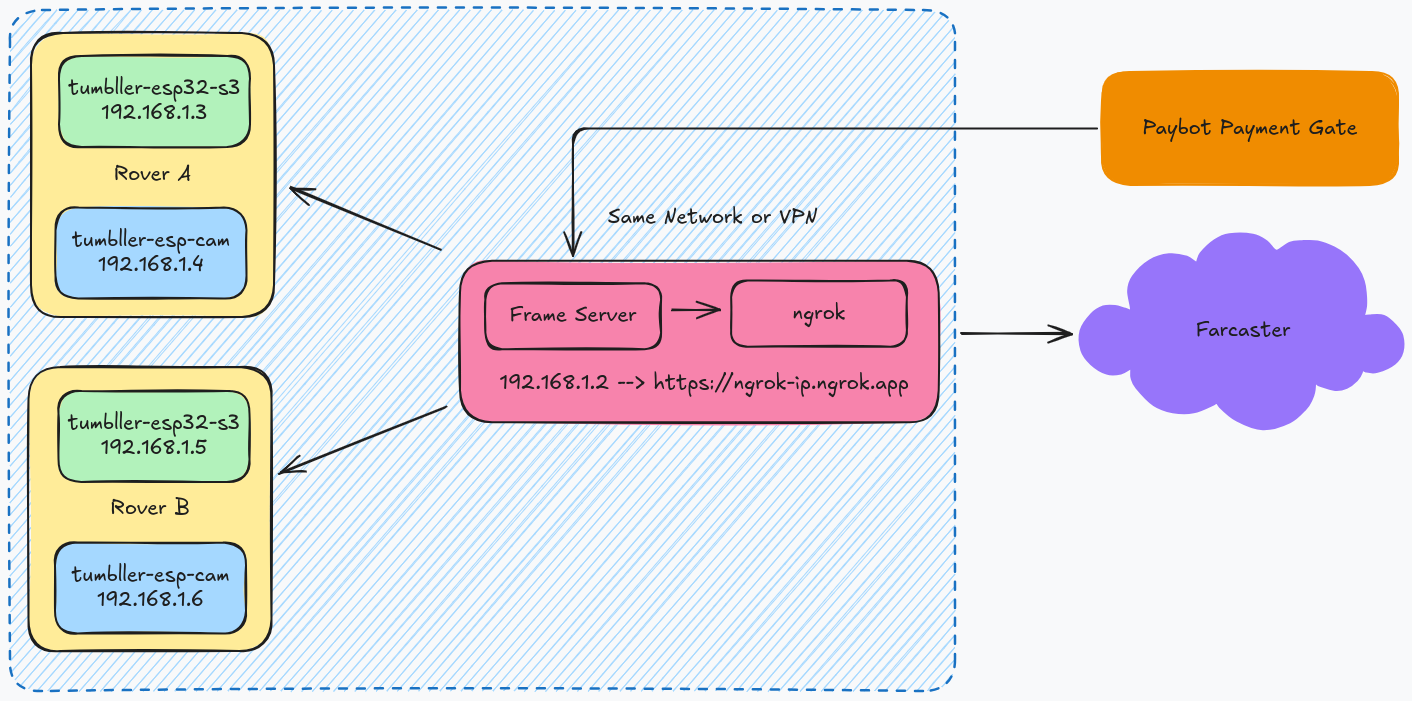 tumbller-esp32-s3
192.168.1.3
Rover A
tumbller-esp-cam
192.168.1.4
tumbller-esp32-s3
192.168.1.5
Rover B
tumbller-esp-cam
192.168.1.6
Same Network or VPN
Frame Server
ngrok
192.168.1.2 --> https://ngrok-ip.ngrok.app
Paybot Payment Gate
Farcaster